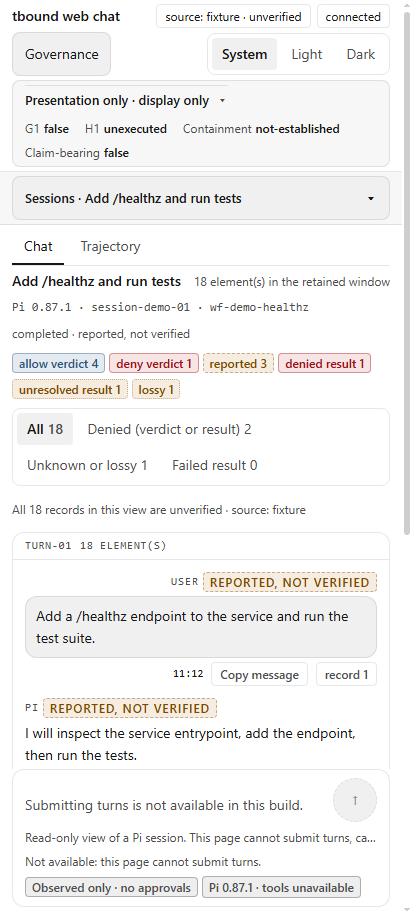 tbound web chat source: fixture · unverified connected
Governance System Light Dark
Presentation only · display only
G1 false H1 unexecuted Containment not-established
Claim-bearing false
Sessions · Add /healthz and run tests
Chat Trajectory
Add /healthz and run tests 18 element(s) in the retained window
Pi 0.87.1 · session-demo-01 · wf-demo-healthz
completed · reported, not verified
allow verdict 4 deny verdict 1 reported 3 denied result 1
unresolved result 1 lossy 1
All 18 Denied (verdict or result) 2
Unknown or lossy 1 Failed result 0
All 18 records in this view are unverified · source: fixture
TURN-01 18 ELEMENT(S)
USER REPORTED, NOT VERIFIED
Add a /healthz endpoint to the service and run the
test suite.
11:12 Copy message record 1
PI REPORTED, NOT VERIFIED
I will inspect the service entrypoint, add the endpoint,
then run the tests.
Submitting turns is not available in this build. ↑
Read-only view of a Pi session. This page cannot submit turns, ca...
Not available: this page cannot submit turns.
Observed only · no approvals Pi 0.87.1 · tools unavailable